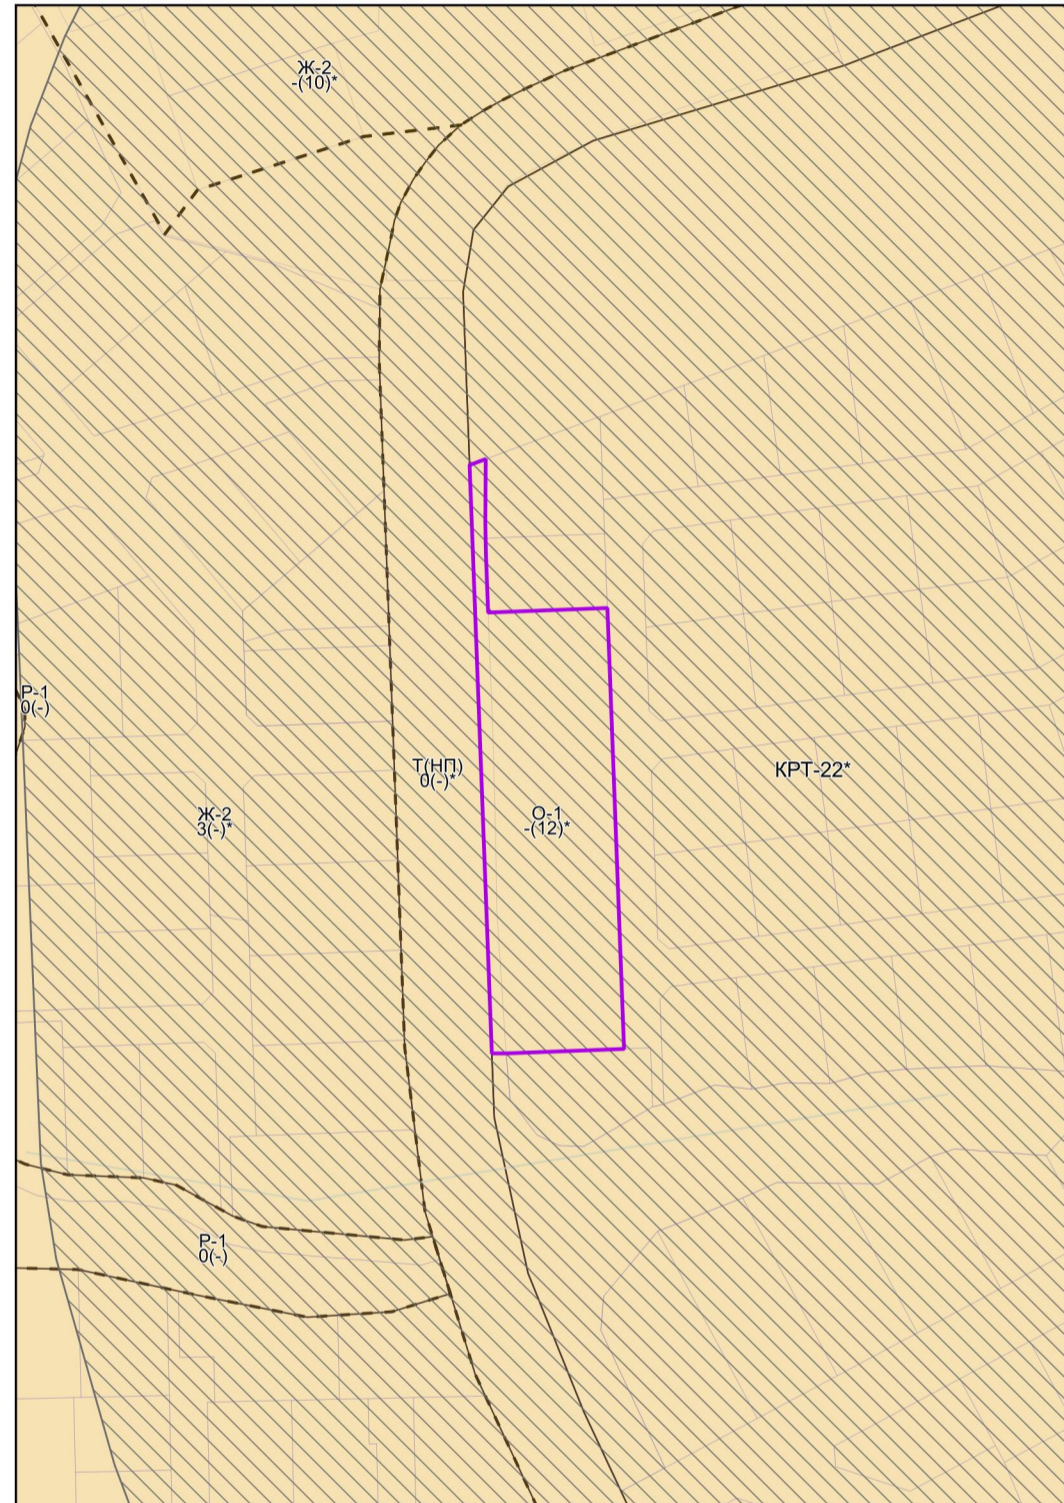 Ж-2
-(10)*
Р-1
0(-)
Т(НП)
0(-)*
КРТ-22*
Ж-2
3(-)*
О-1
-(12)*
Р-1
0(-)